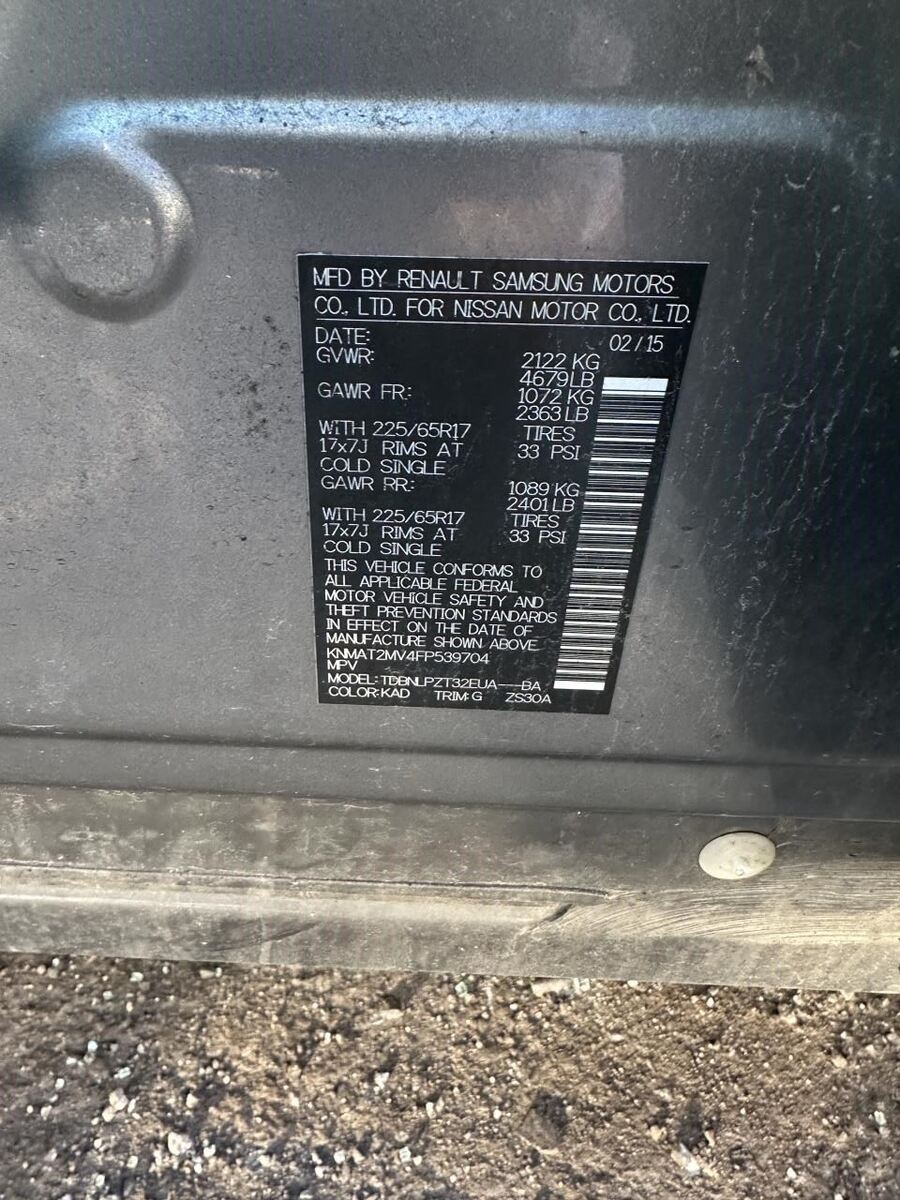 MFD BY RENAULT SAMSUNG MOTORS
CO., LTD. FOR NISSAN MOTOR CO., LTD.
DATE: 02/15
GVWR: 2122 KG
4679LB
GAWR FR: 1072 KG
2363 LB
WITH 225/65R17 TIRES
17x7J RIMS AT 33 PSI
COLD SINGLE
GAWR RR: 1089 KG
2401 LB
WITH 225/65R17 TIRES
17x7J RIMS AT 33 PSI
COLD SINGLE
THIS VEHICLE CONFORMS TO
ALL APPLICABLE FEDERAL
MOTOR VEHICLE SAFETY AND
THEFT PREVENTION STANDARDS
IN EFFECT ON THE DATE OF
MANUFACTURE SHOWN ABOVE
KNMAT2MV4FP539704
MPV
MODEL: TDBNLPZT32EUA---BA
COLOR: KAD TRIM: G ZS30A